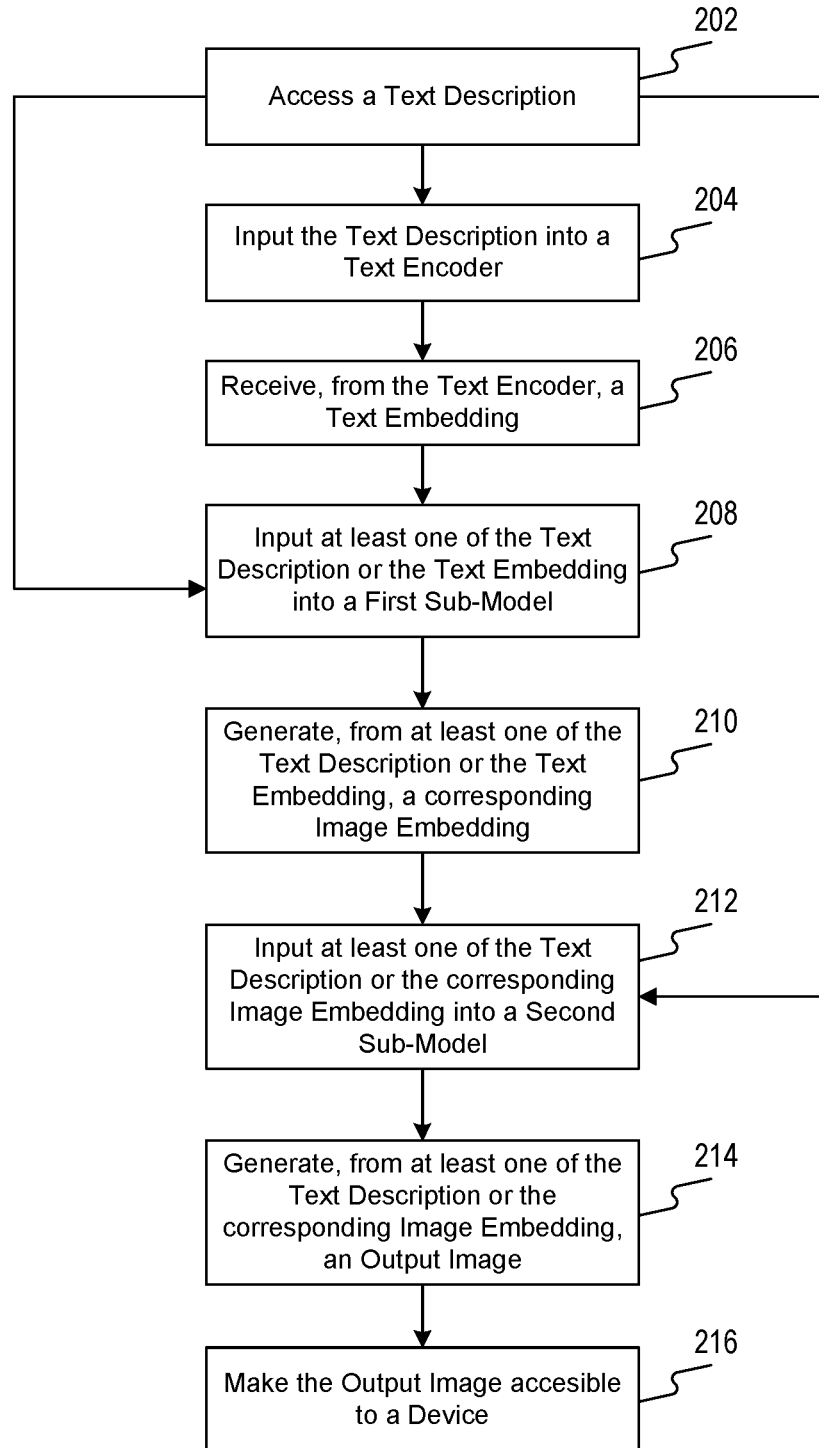 202
Access a Text Description
204
Input the Text Description into a
Text Encoder
206
Receive, from the Text Encoder, a
Text Embedding
208
Input at least one of the Text
Description or the Text Embedding
into a First Sub-Model
210
Generate, from at least one of the
Text Description or the Text
Embedding, a corresponding
Image Embedding
212
Input at least one of the Text
Description or the corresponding
Image Embedding into a Second
Sub-Model
214
Generate, from at least one of the
Text Description or the
corresponding Image Embedding,
an Output Image
216
Make the Output Image accesible
to a Device